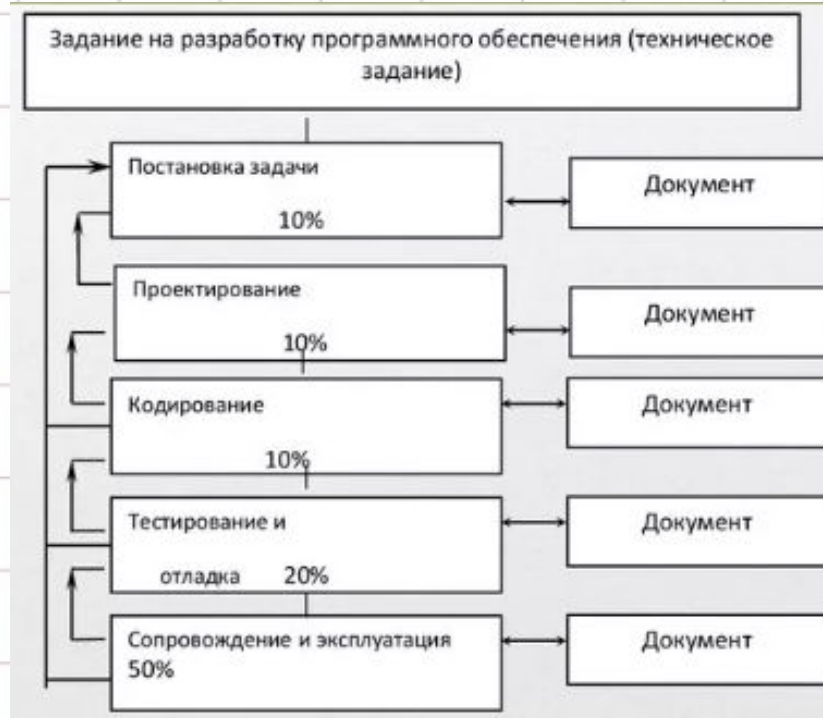 Задание на разработку программного обеспечения (техническое
задание)
Постановка задачи
10%
Документ
Проектирование
10%
Документ
Кодирование
10%
Документ
Тестирование и
отладка 20%
Документ
Сопровождение и эксплуатация
50%
Документ